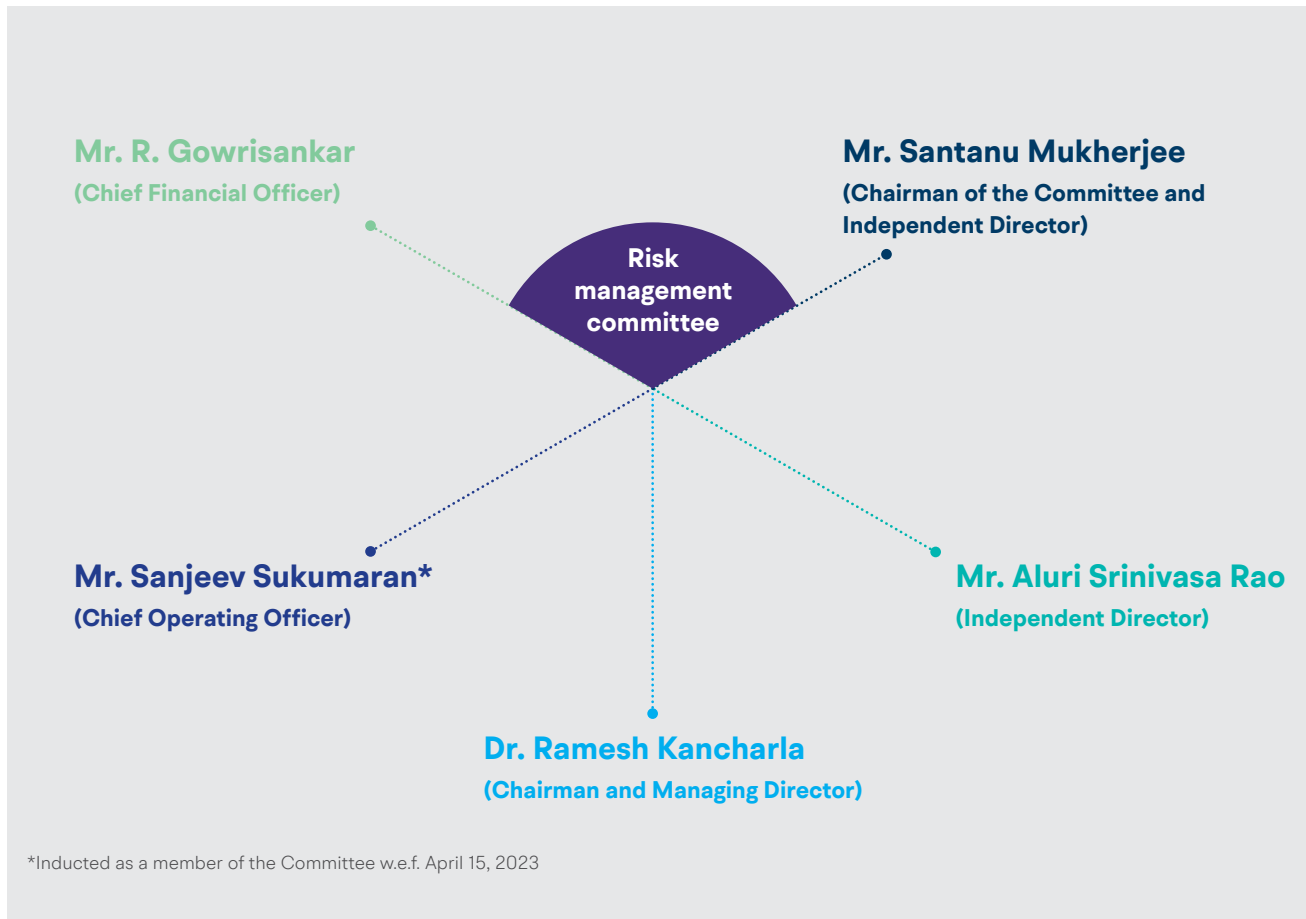 Mr. R. Gowrisankar
(Chief Financial Officer)
Mr. Santanu Mukherjee
(Chairman of the Committee and
Independent Director)
Risk
management
committee
Mr. Sanjeev Sukumaran*
(Chief Operating Officer)
Mr. Aluri Srinivasa Rao
(Independent Director)
Dr. Ramesh Kancharla
(Chairman and Managing Director)
*Inducted as a member of the Committee w.e.f. April 15, 2023